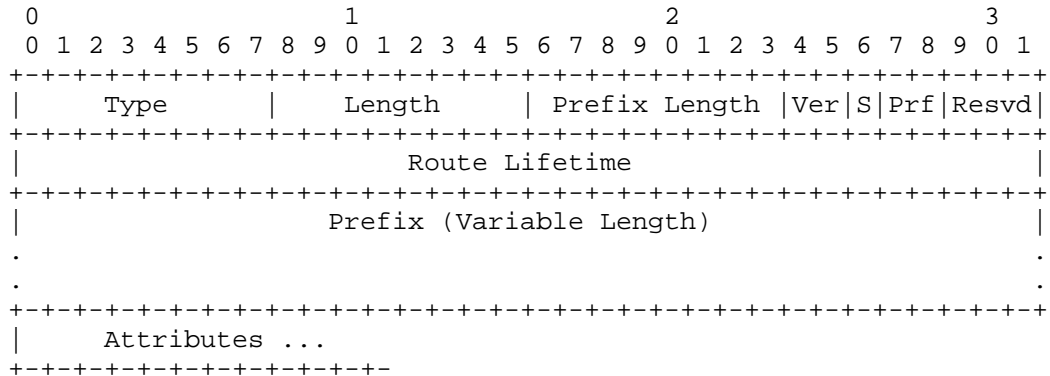 0                   1                   2                   3
 0 1 2 3 4 5 6 7 8 9 0 1 2 3 4 5 6 7 8 9 0 1 2 3 4 5 6 7 8 9 0 1
+-+-+-+-+-+-+-+-+-+-+-+-+-+-+-+-+-+-+-+-+-+-+-+-+-+-+-+-+-+-+-+-+
|     Type      |    Length     | Prefix Length |Ver|S|Prf|Resvd|
+-+-+-+-+-+-+-+-+-+-+-+-+-+-+-+-+-+-+-+-+-+-+-+-+-+-+-+-+-+-+-+-+
|                        Route Lifetime                         |
+-+-+-+-+-+-+-+-+-+-+-+-+-+-+-+-+-+-+-+-+-+-+-+-+-+-+-+-+-+-+-+-+
|                   Prefix (Variable Length)                    |
.                                                               .
.                                                               .
+-+-+-+-+-+-+-+-+-+-+-+-+-+-+-+-+-+-+-+-+-+-+-+-+-+-+-+-+-+-+-+-+
|     Attributes ...
+-+-+-+-+-+-+-+-+-+-+-+-